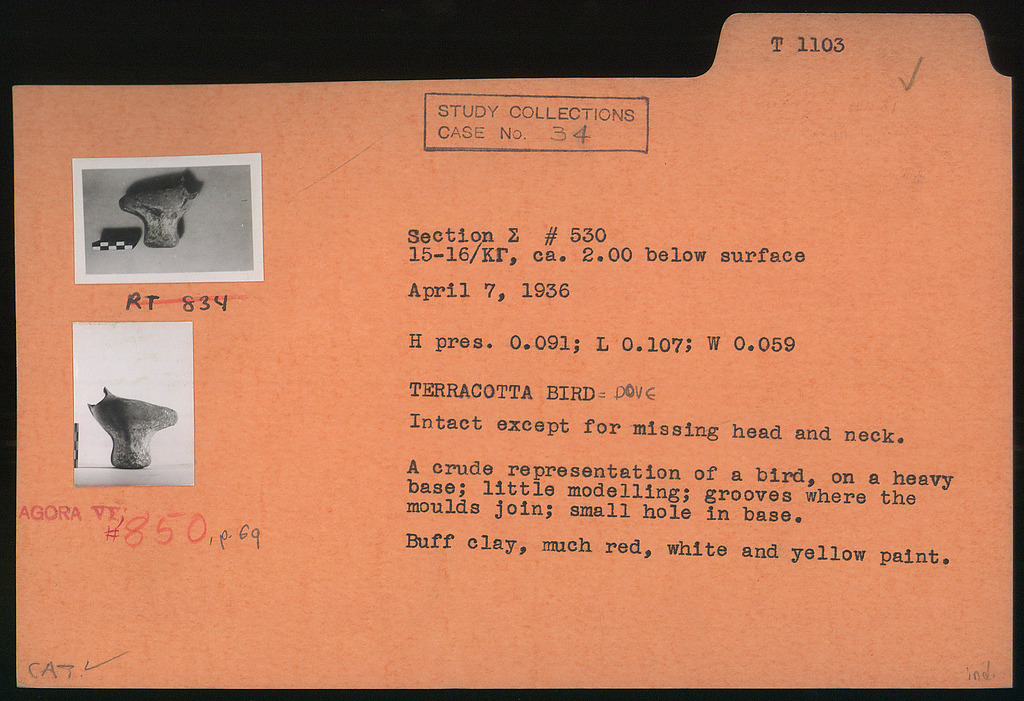 T 1103
STUDY COLLECTIONS
CASE No. 34
Section Σ # 530
15-16/ΚΓ, ca. 2.00 below surface
April 7, 1936
H pres. 0.091; L 0.107; W 0.059
TERRACOTTA BIRD = DOVE
Intact except for missing head and neck.
A crude representation of a bird, on a heavy
base; little modelling; grooves where the
moulds join; small hole in base.
Buff clay, much red, white and yellow paint.
RT 834
AGORA VI,
#850, p. 69
CAT. ✓
ind.